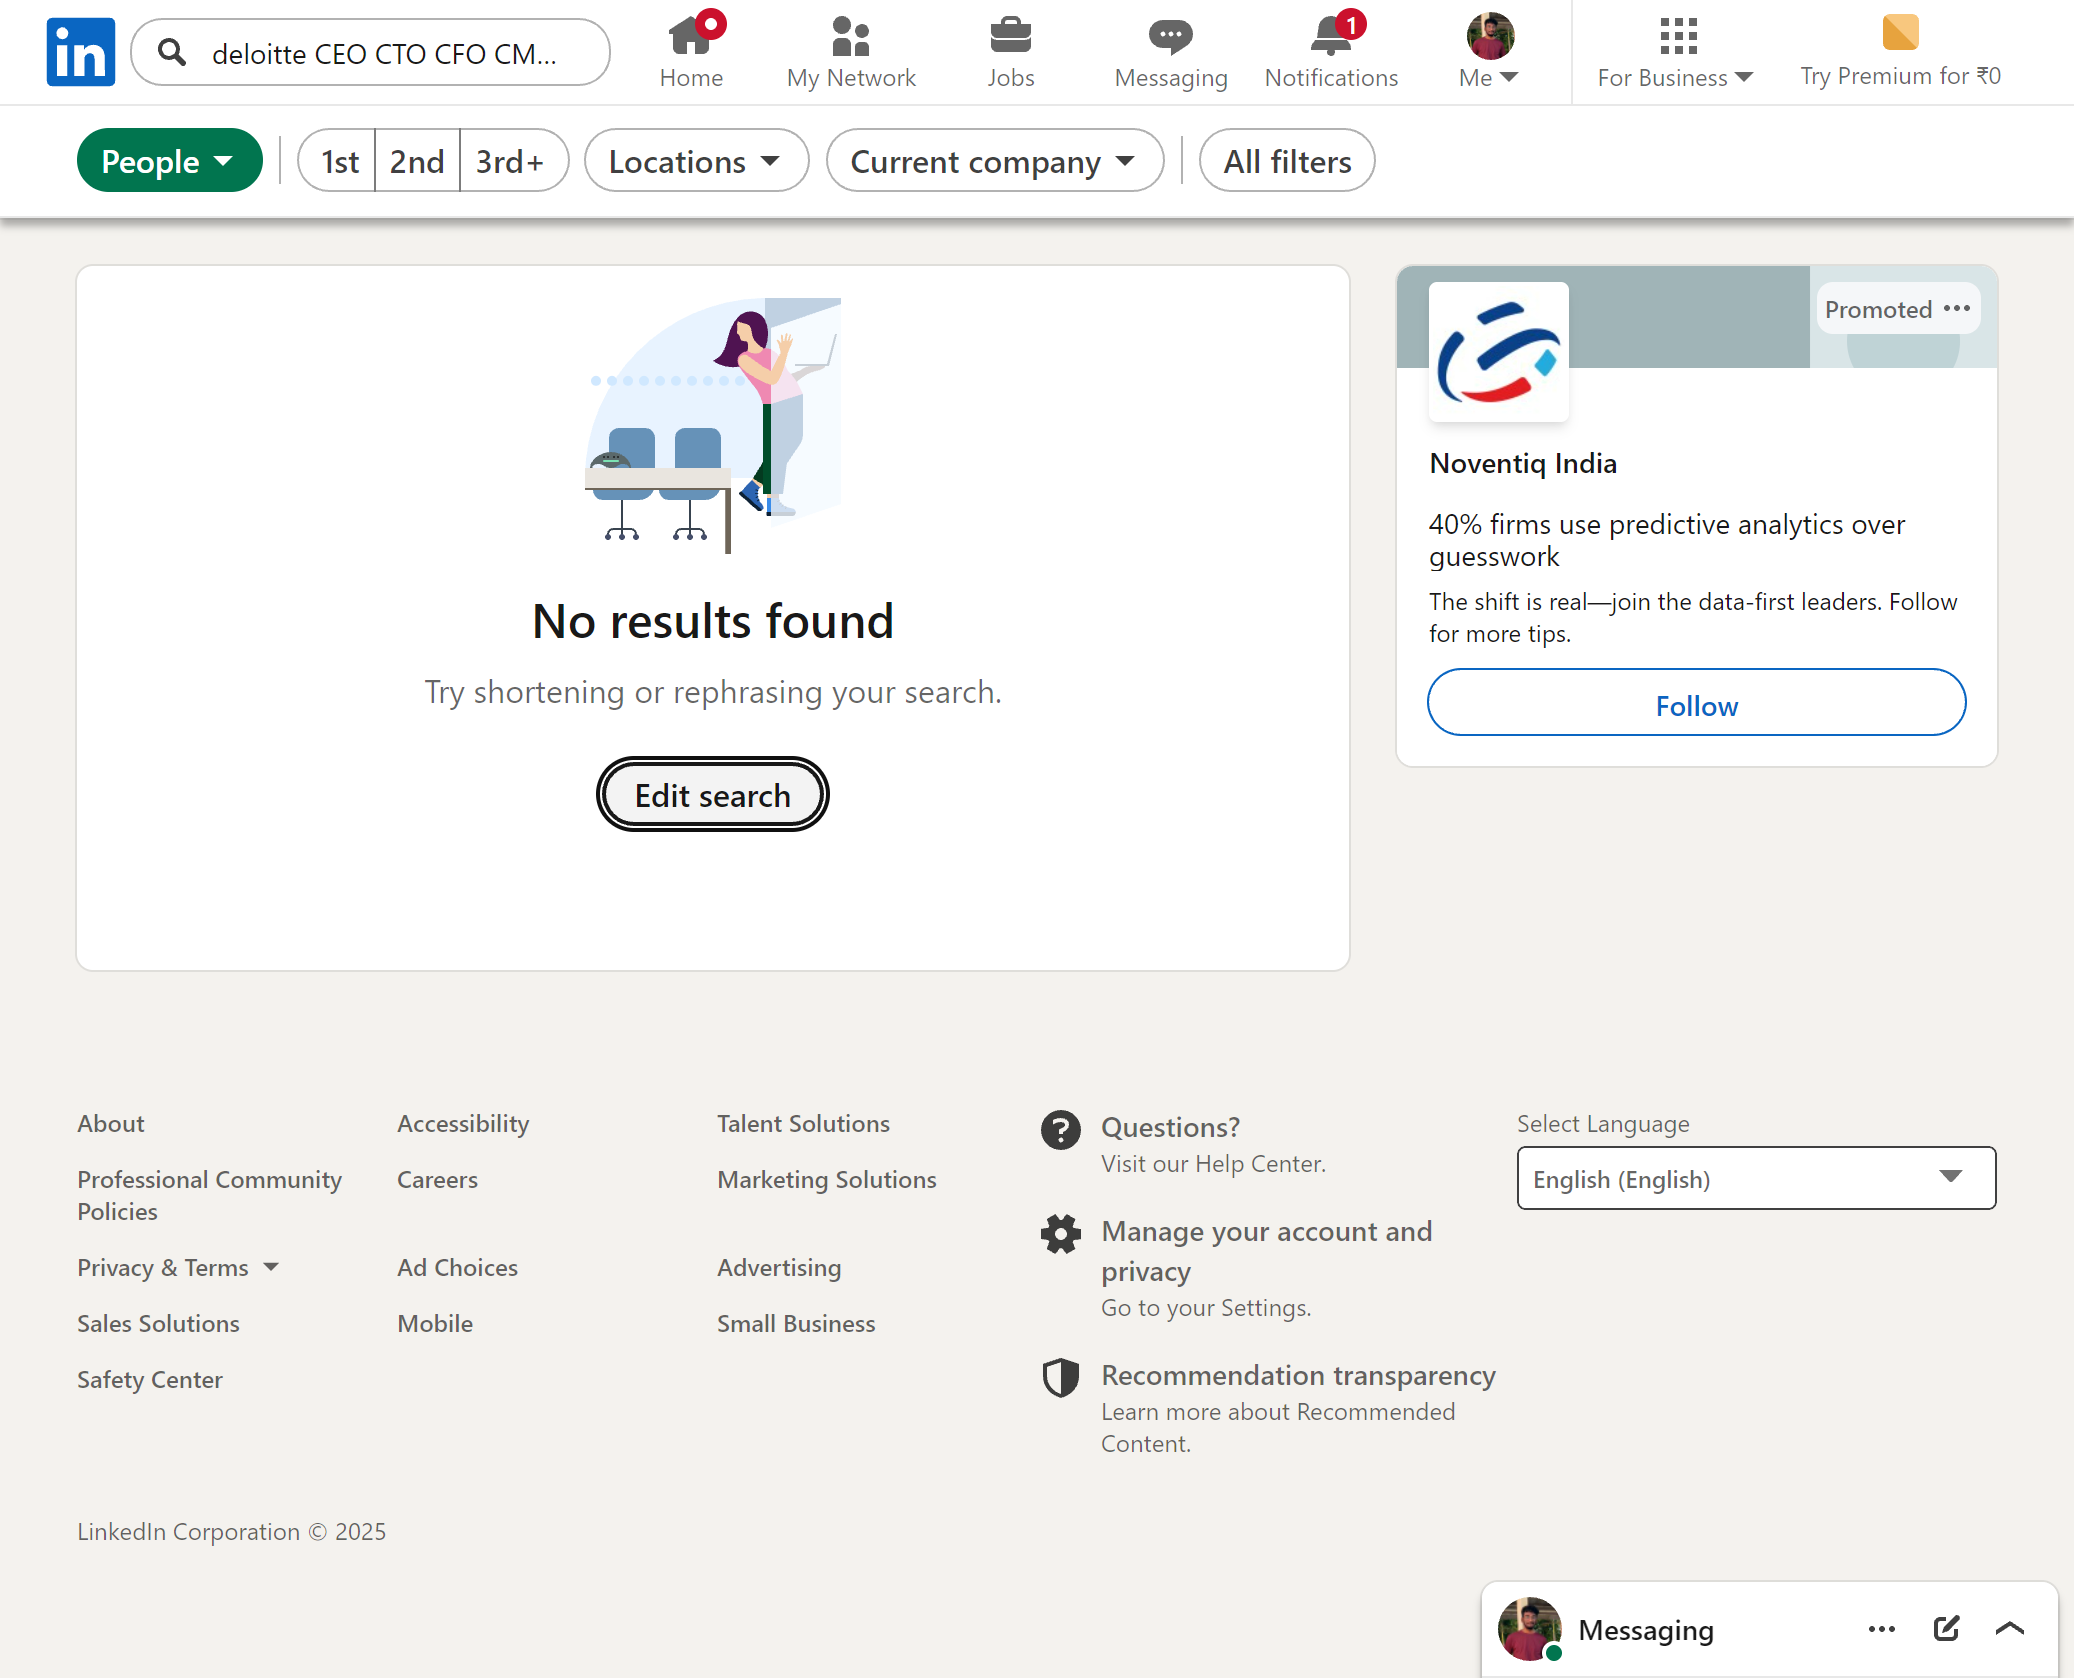 in
deloitte CEO CTO CFO CM...
Home
My Network
Jobs
Messaging
1
Notifications
Me
For Business
Try Premium for ₹0
People
1st
2nd
3rd+
Locations
Current company
All filters
No results found
Try shortening or rephrasing your search.
Edit search
Promoted
Noventiq India
40% firms use predictive analytics over
guesswork
The shift is real—join the data-first leaders. Follow
for more tips.
Follow
About
Accessibility
Talent Solutions
Professional Community
Policies
Careers
Marketing Solutions
Privacy & Terms
Ad Choices
Advertising
Sales Solutions
Mobile
Small Business
Safety Center
Questions?
Visit our Help Center.
Manage your account and
privacy
Go to your Settings.
Recommendation transparency
Learn more about Recommended
Content.
Select Language
English (English)
LinkedIn Corporation © 2025
Messaging